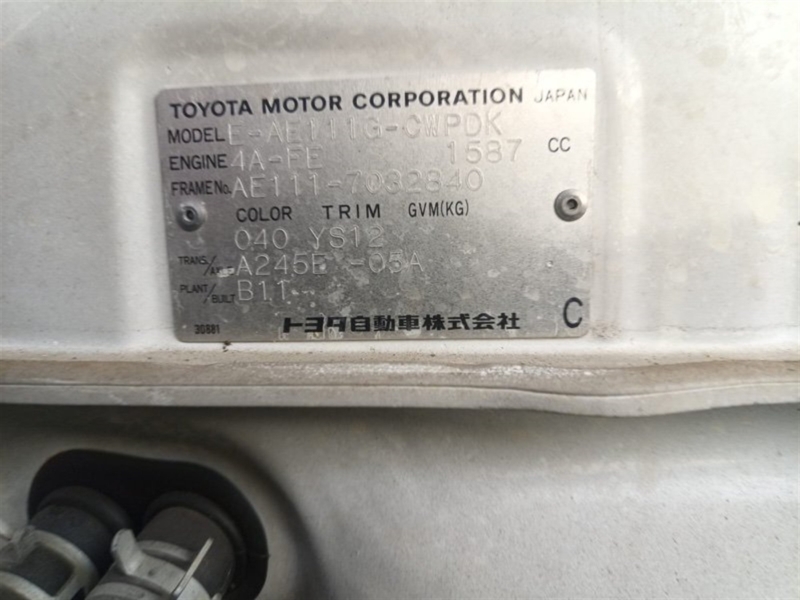 TOYOTA MOTOR CORPORATION JAPAN
MODEL E-AE111G-CWPDK
ENGINE 4A-FE 1587 CC
FRAME No. AE111-7032340
COLOR TRIM GVM(KG)
040 YS12
TRANS./AXLE A245E -05A
PLANT/BUILT B11
30881 トヨタ自動車株式会社 C